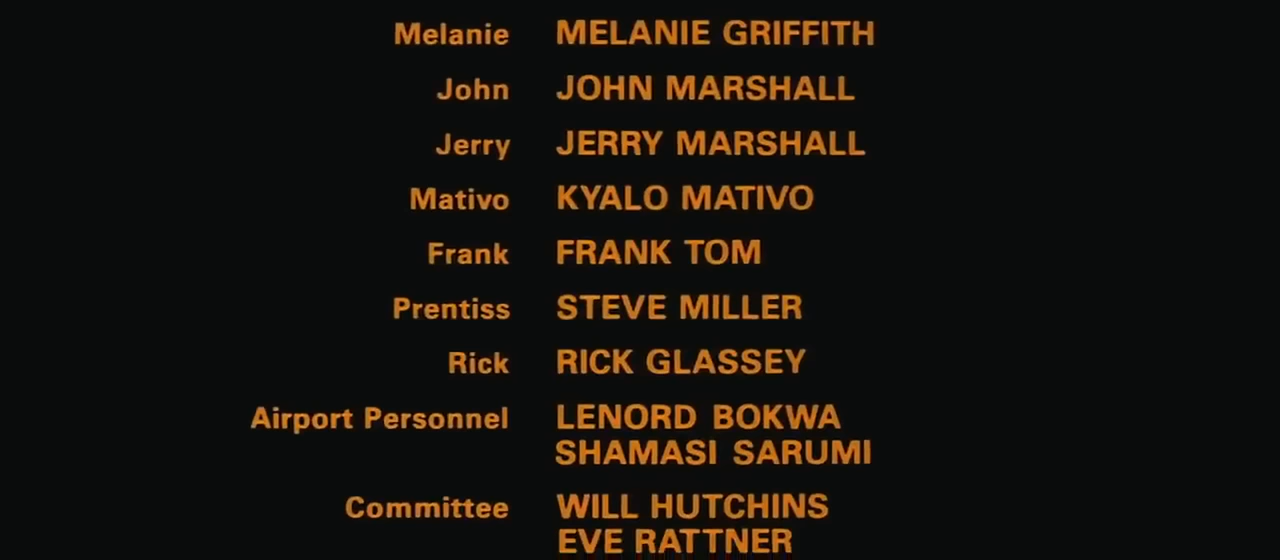 Melanie MELANIE GRIFFITH
John JOHN MARSHALL
Jerry JERRY MARSHALL
Mativo KYALO MATIVO
Frank FRANK TOM
Prentiss STEVE MILLER
Rick RICK GLASSEY
Airport Personnel LENORD BOKWA
SHAMASI SARUMI
Committee WILL HUTCHINS
EVE RATTNER